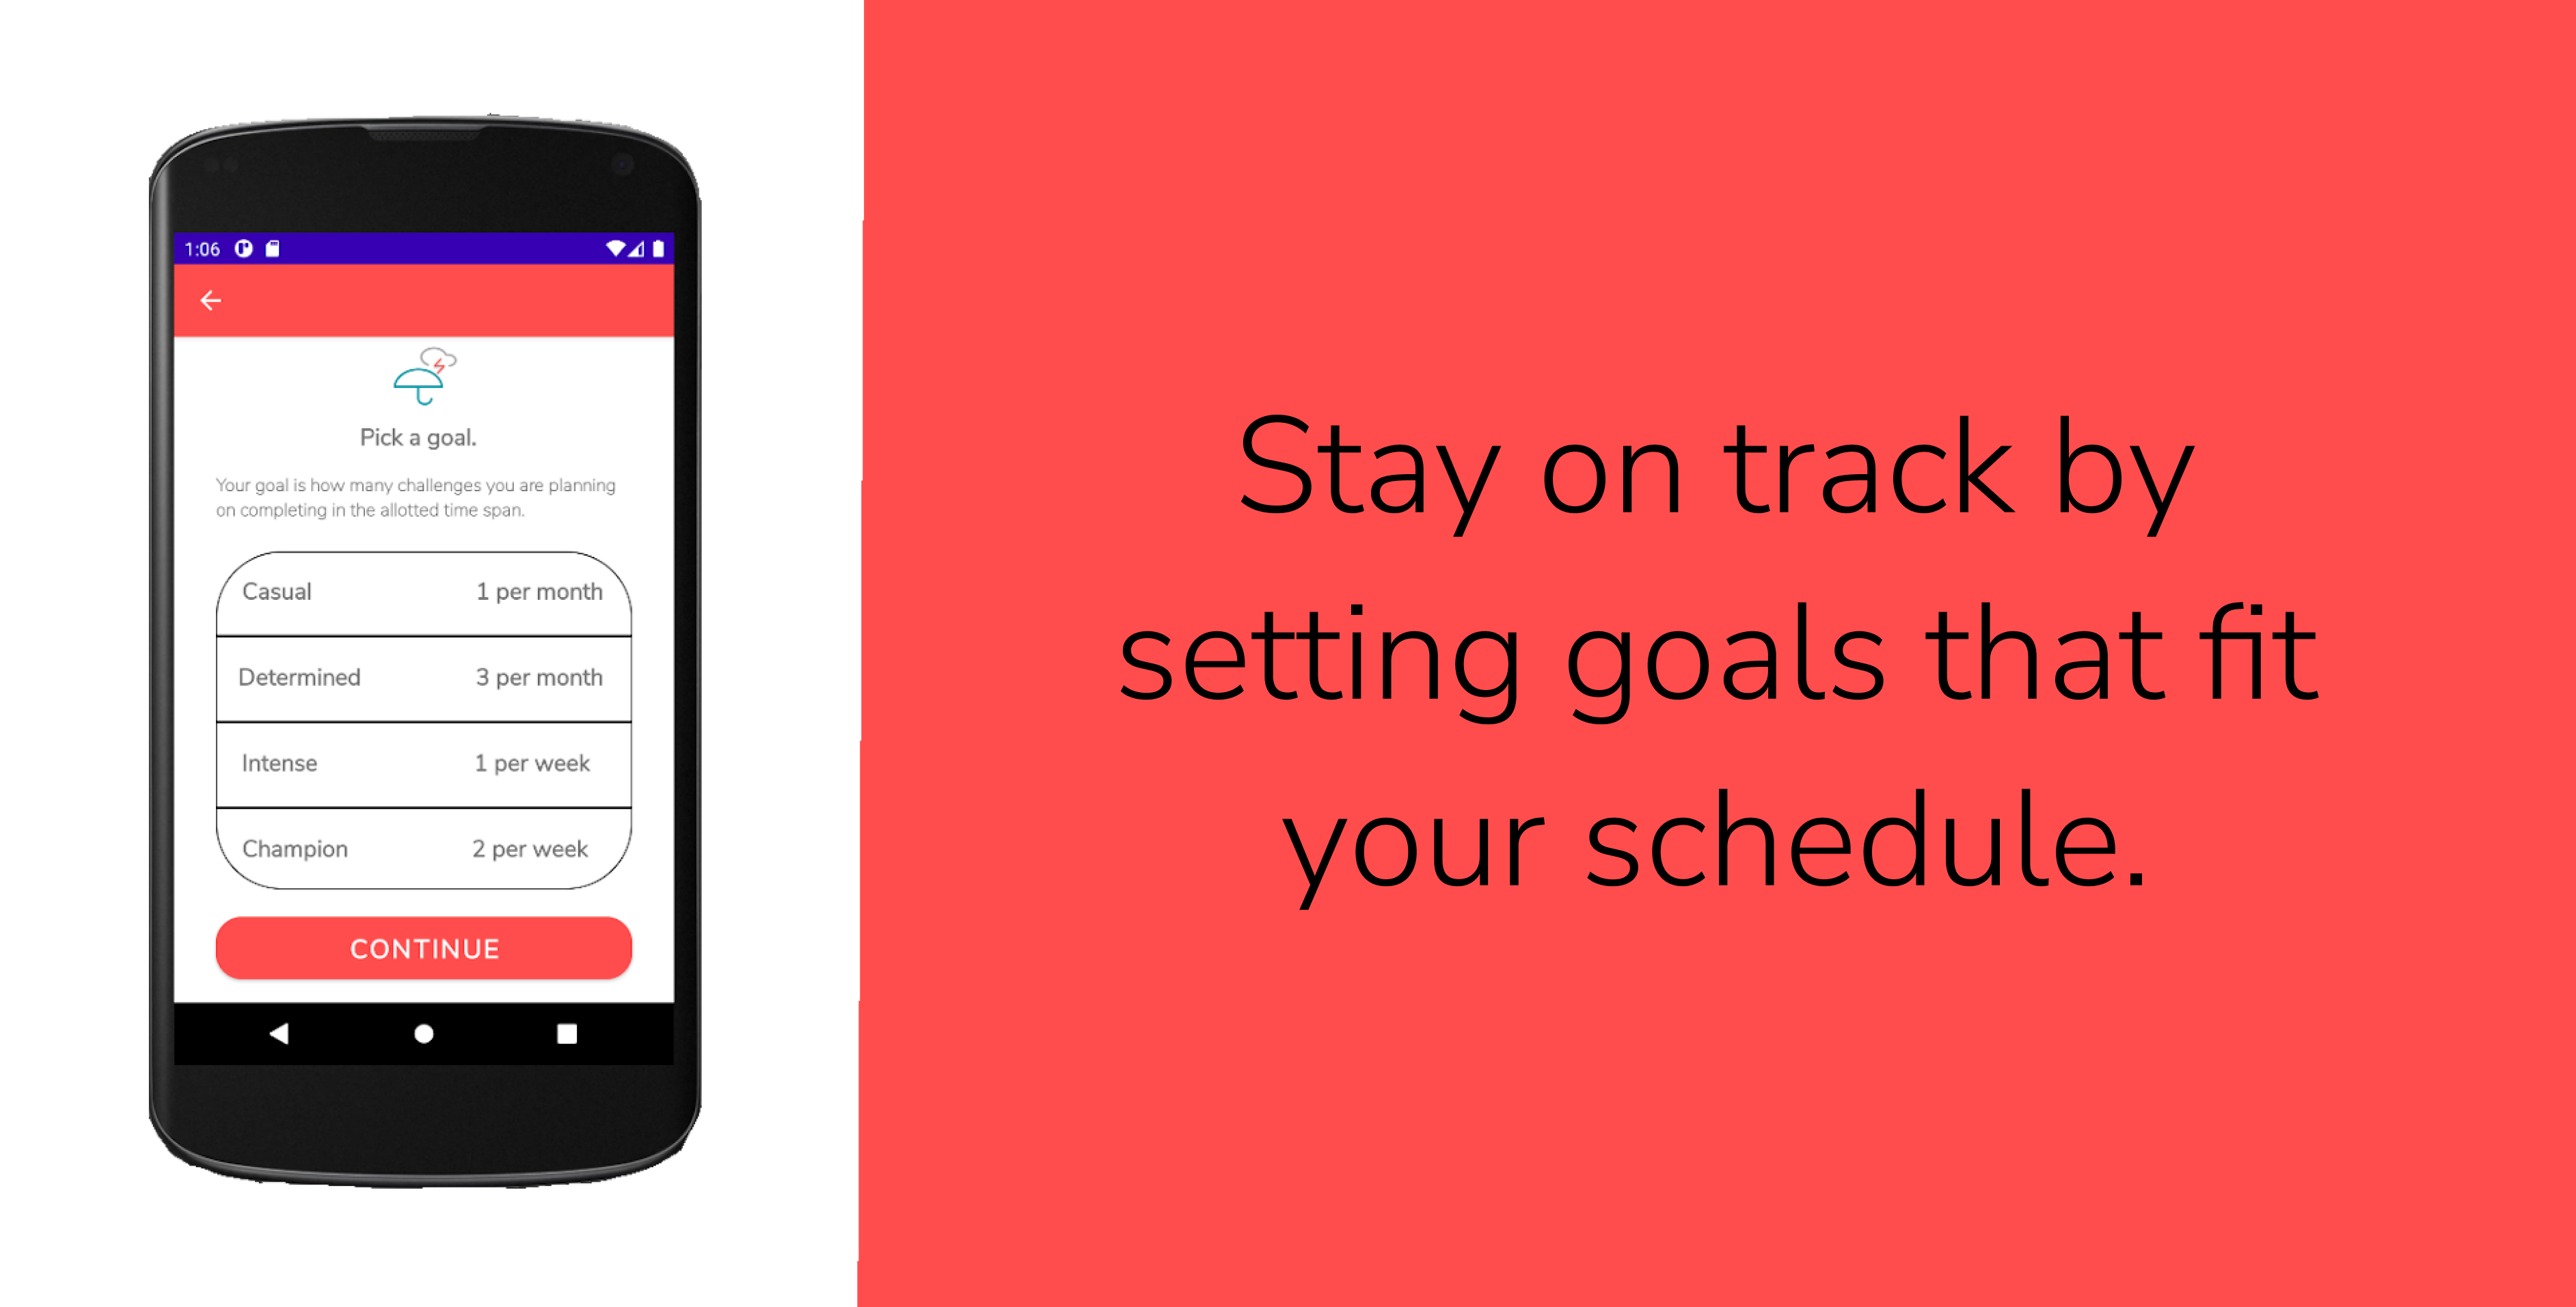 1:06
Pick a goal.
Your goal is how many challenges you are planning
on completing in the allotted time span.
Casual 1 per month
Determined 3 per month
Intense 1 per week
Champion 2 per week
CONTINUE
Stay on track by
setting goals that fit
your schedule.